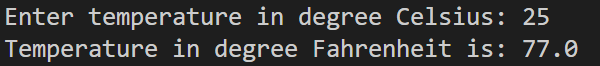 Enter temperature in degree Celsius: 25
Temperature in degree Fahrenheit is: 77.0